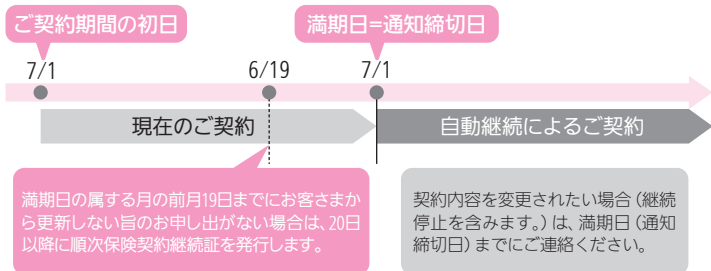 ご契約期間の初日
満期日=通知締切日
7/1
6/19
7/1
現在のご契約
自動継続によるご契約
満期日の属する月の前月19日までにお客さまか
ら更新しない旨のお申し出がない場合は、20日
以降に順次保険契約継続証を発行します。
契約内容を変更されたい場合（継続
停止を含みます。）は、満期日（通知
締切日）までにご連絡ください。